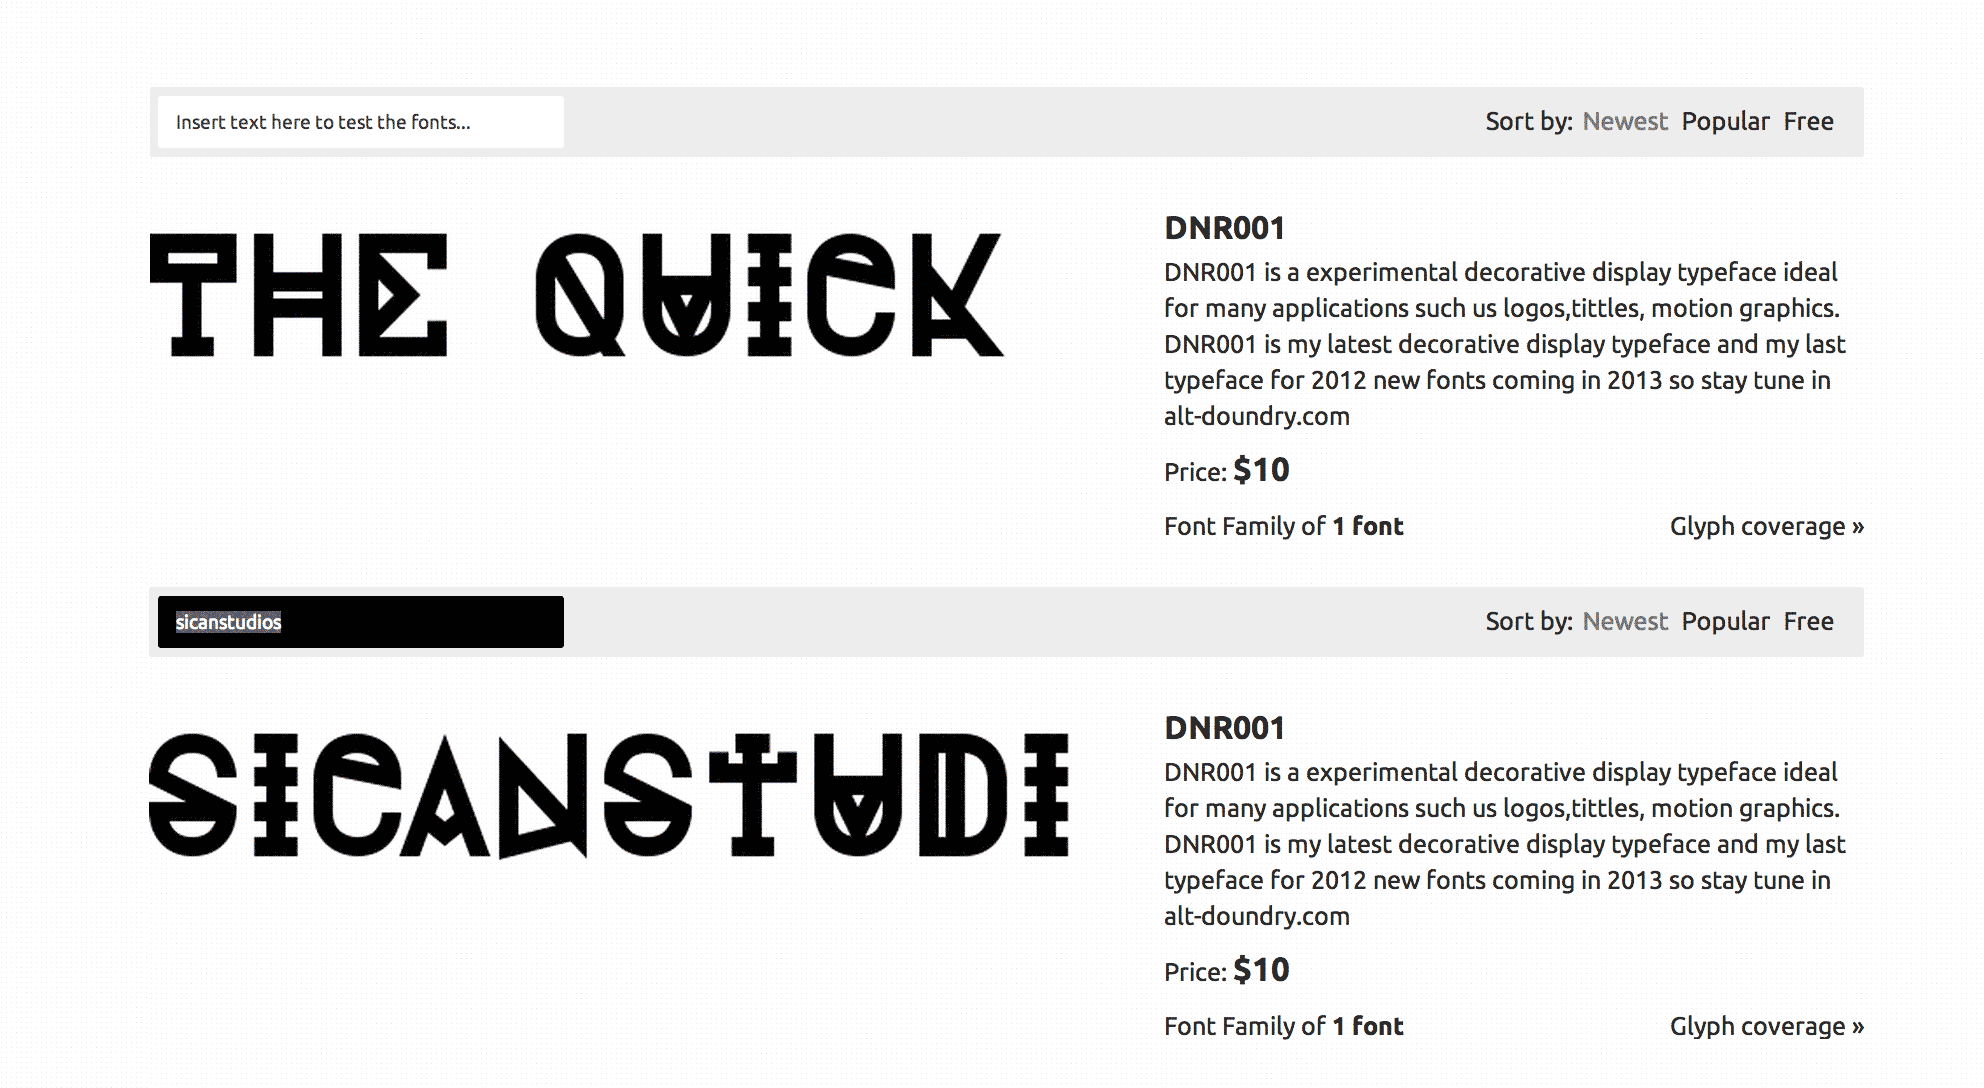 Insert text here to test the fonts...
Sort by: Newest Popular Free
THE QUICK
DNR001
DNR001 is a experimental decorative display typeface ideal
for many applications such us logos,tittles, motion graphics.
DNR001 is my latest decorative display typeface and my last
typeface for 2012 new fonts coming in 2013 so stay tune in
alt-doundry.com
Price: $10
Font Family of 1 font
Glyph coverage »
sicanstudios
Sort by: Newest Popular Free
SICANSTUDI
DNR001
DNR001 is a experimental decorative display typeface ideal
for many applications such us logos,tittles, motion graphics.
DNR001 is my latest decorative display typeface and my last
typeface for 2012 new fonts coming in 2013 so stay tune in
alt-doundry.com
Price: $10
Font Family of 1 font
Glyph coverage »